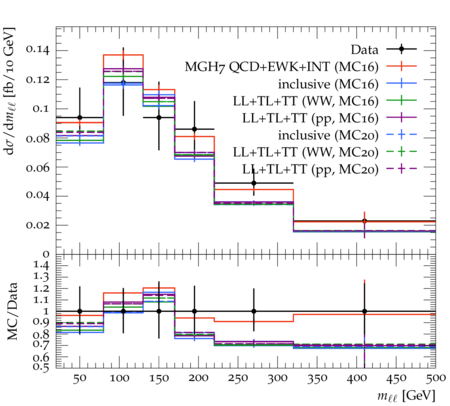 dσ/dmℓℓ [fb/10 GeV]
0.14
0.12
0.1
0.08
0.06
0.04
0.02
0
Data
MGH7 QCD+EWK+INT (MC16)
inclusive (MC16)
LL+TL+TT (WW, MC16)
LL+TL+TT (pp, MC16)
inclusive (MC20)
LL+TL+TT (WW, MC20)
LL+TL+TT (pp, MC20)
MC/Data
1.4
1.3
1.2
1.1
1
0.9
0.8
0.7
0.6
0.5
50 100 150 200 250 300 350 400 450 500
mℓℓ [GeV]